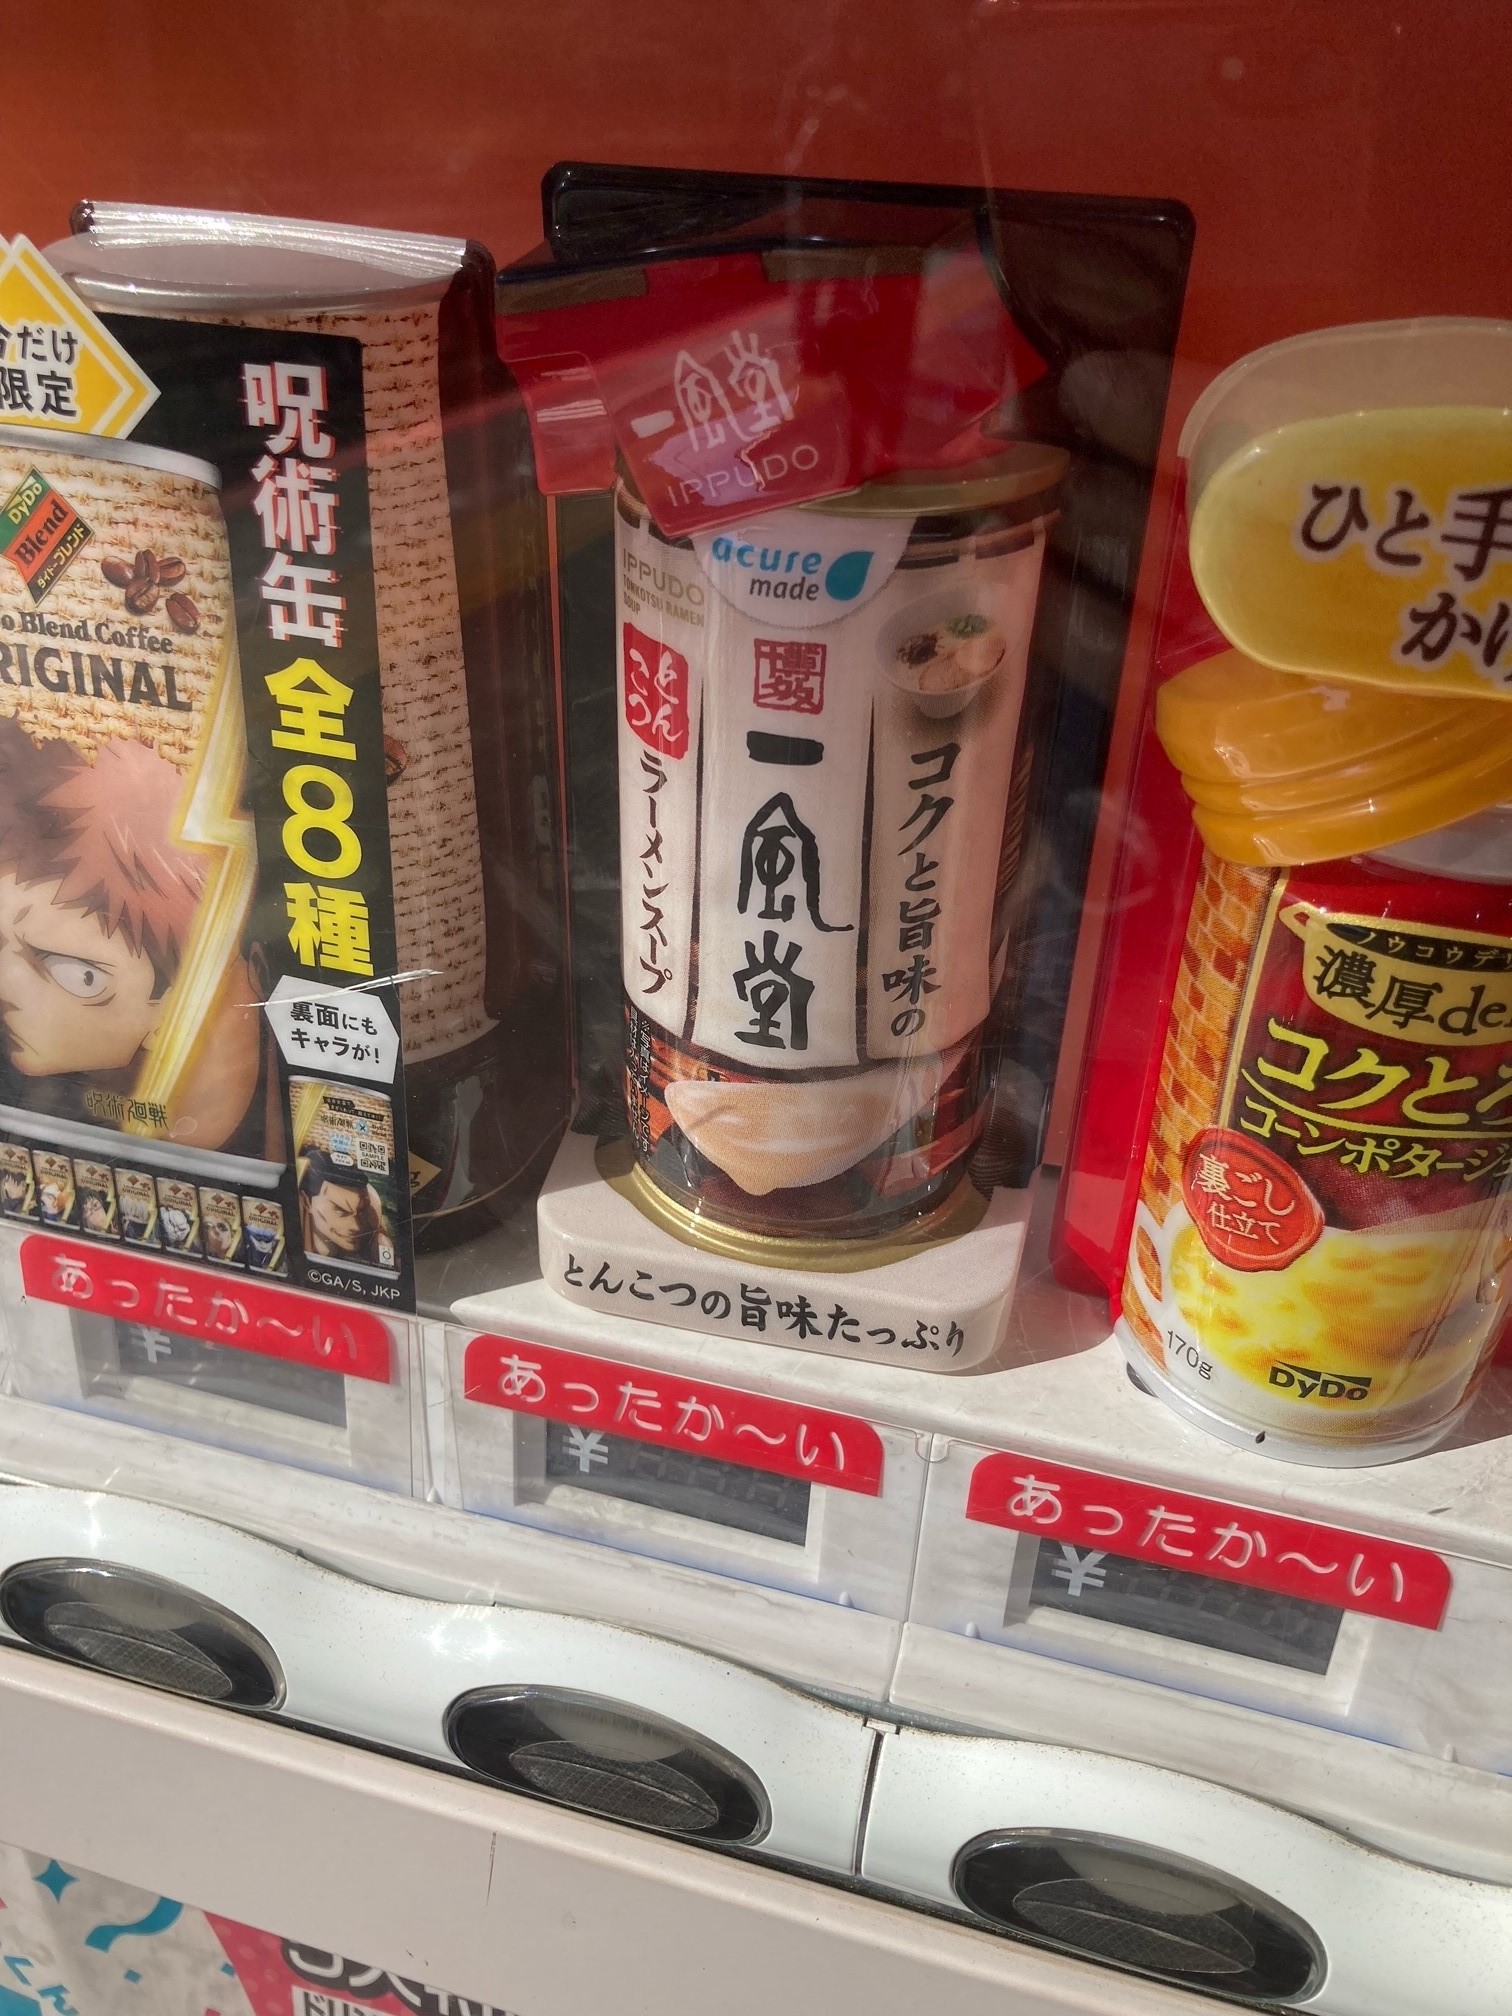 今だけ
限定
DyDo
Blend
ダイドーブレンド
Blend Coffee
ORIGINAL
呪術缶
全8種
裏面にも
キャラが!
呪術廻戦
SAMPLE
©GA/S, JKP
一風堂
IPPUDO
acure
made
IPPUDO
TONKOTSU RAMEN
SOUP
とんこつ
ラーメンスープ
博多
一風堂
コクと旨味の
とんこつの旨味たっぷり
ひと手
かけ
ノウコウデリ
濃厚de
コクと
コーンポタージ
裏ごし
仕立て
170g
DyDo
あったか〜い
¥
あったか〜い
¥
あったか〜い
¥